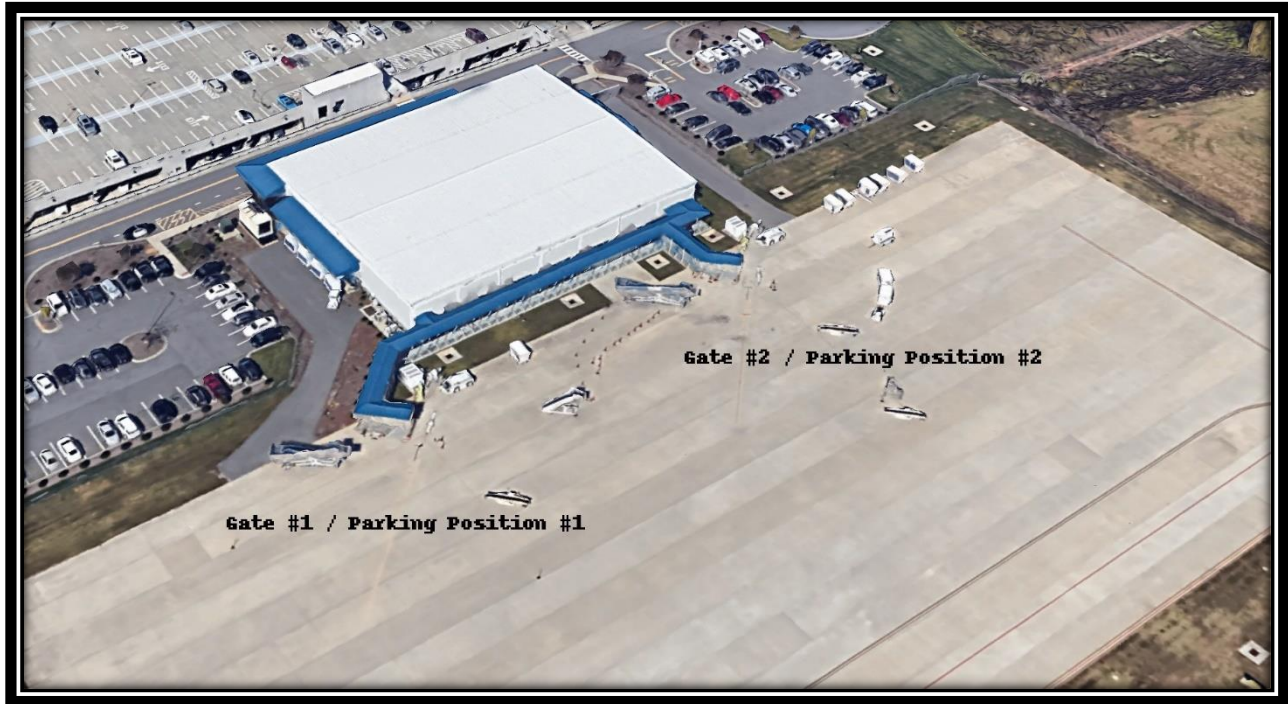 Gate #2 / Parking Position #2
Gate #1 / Parking Position #1